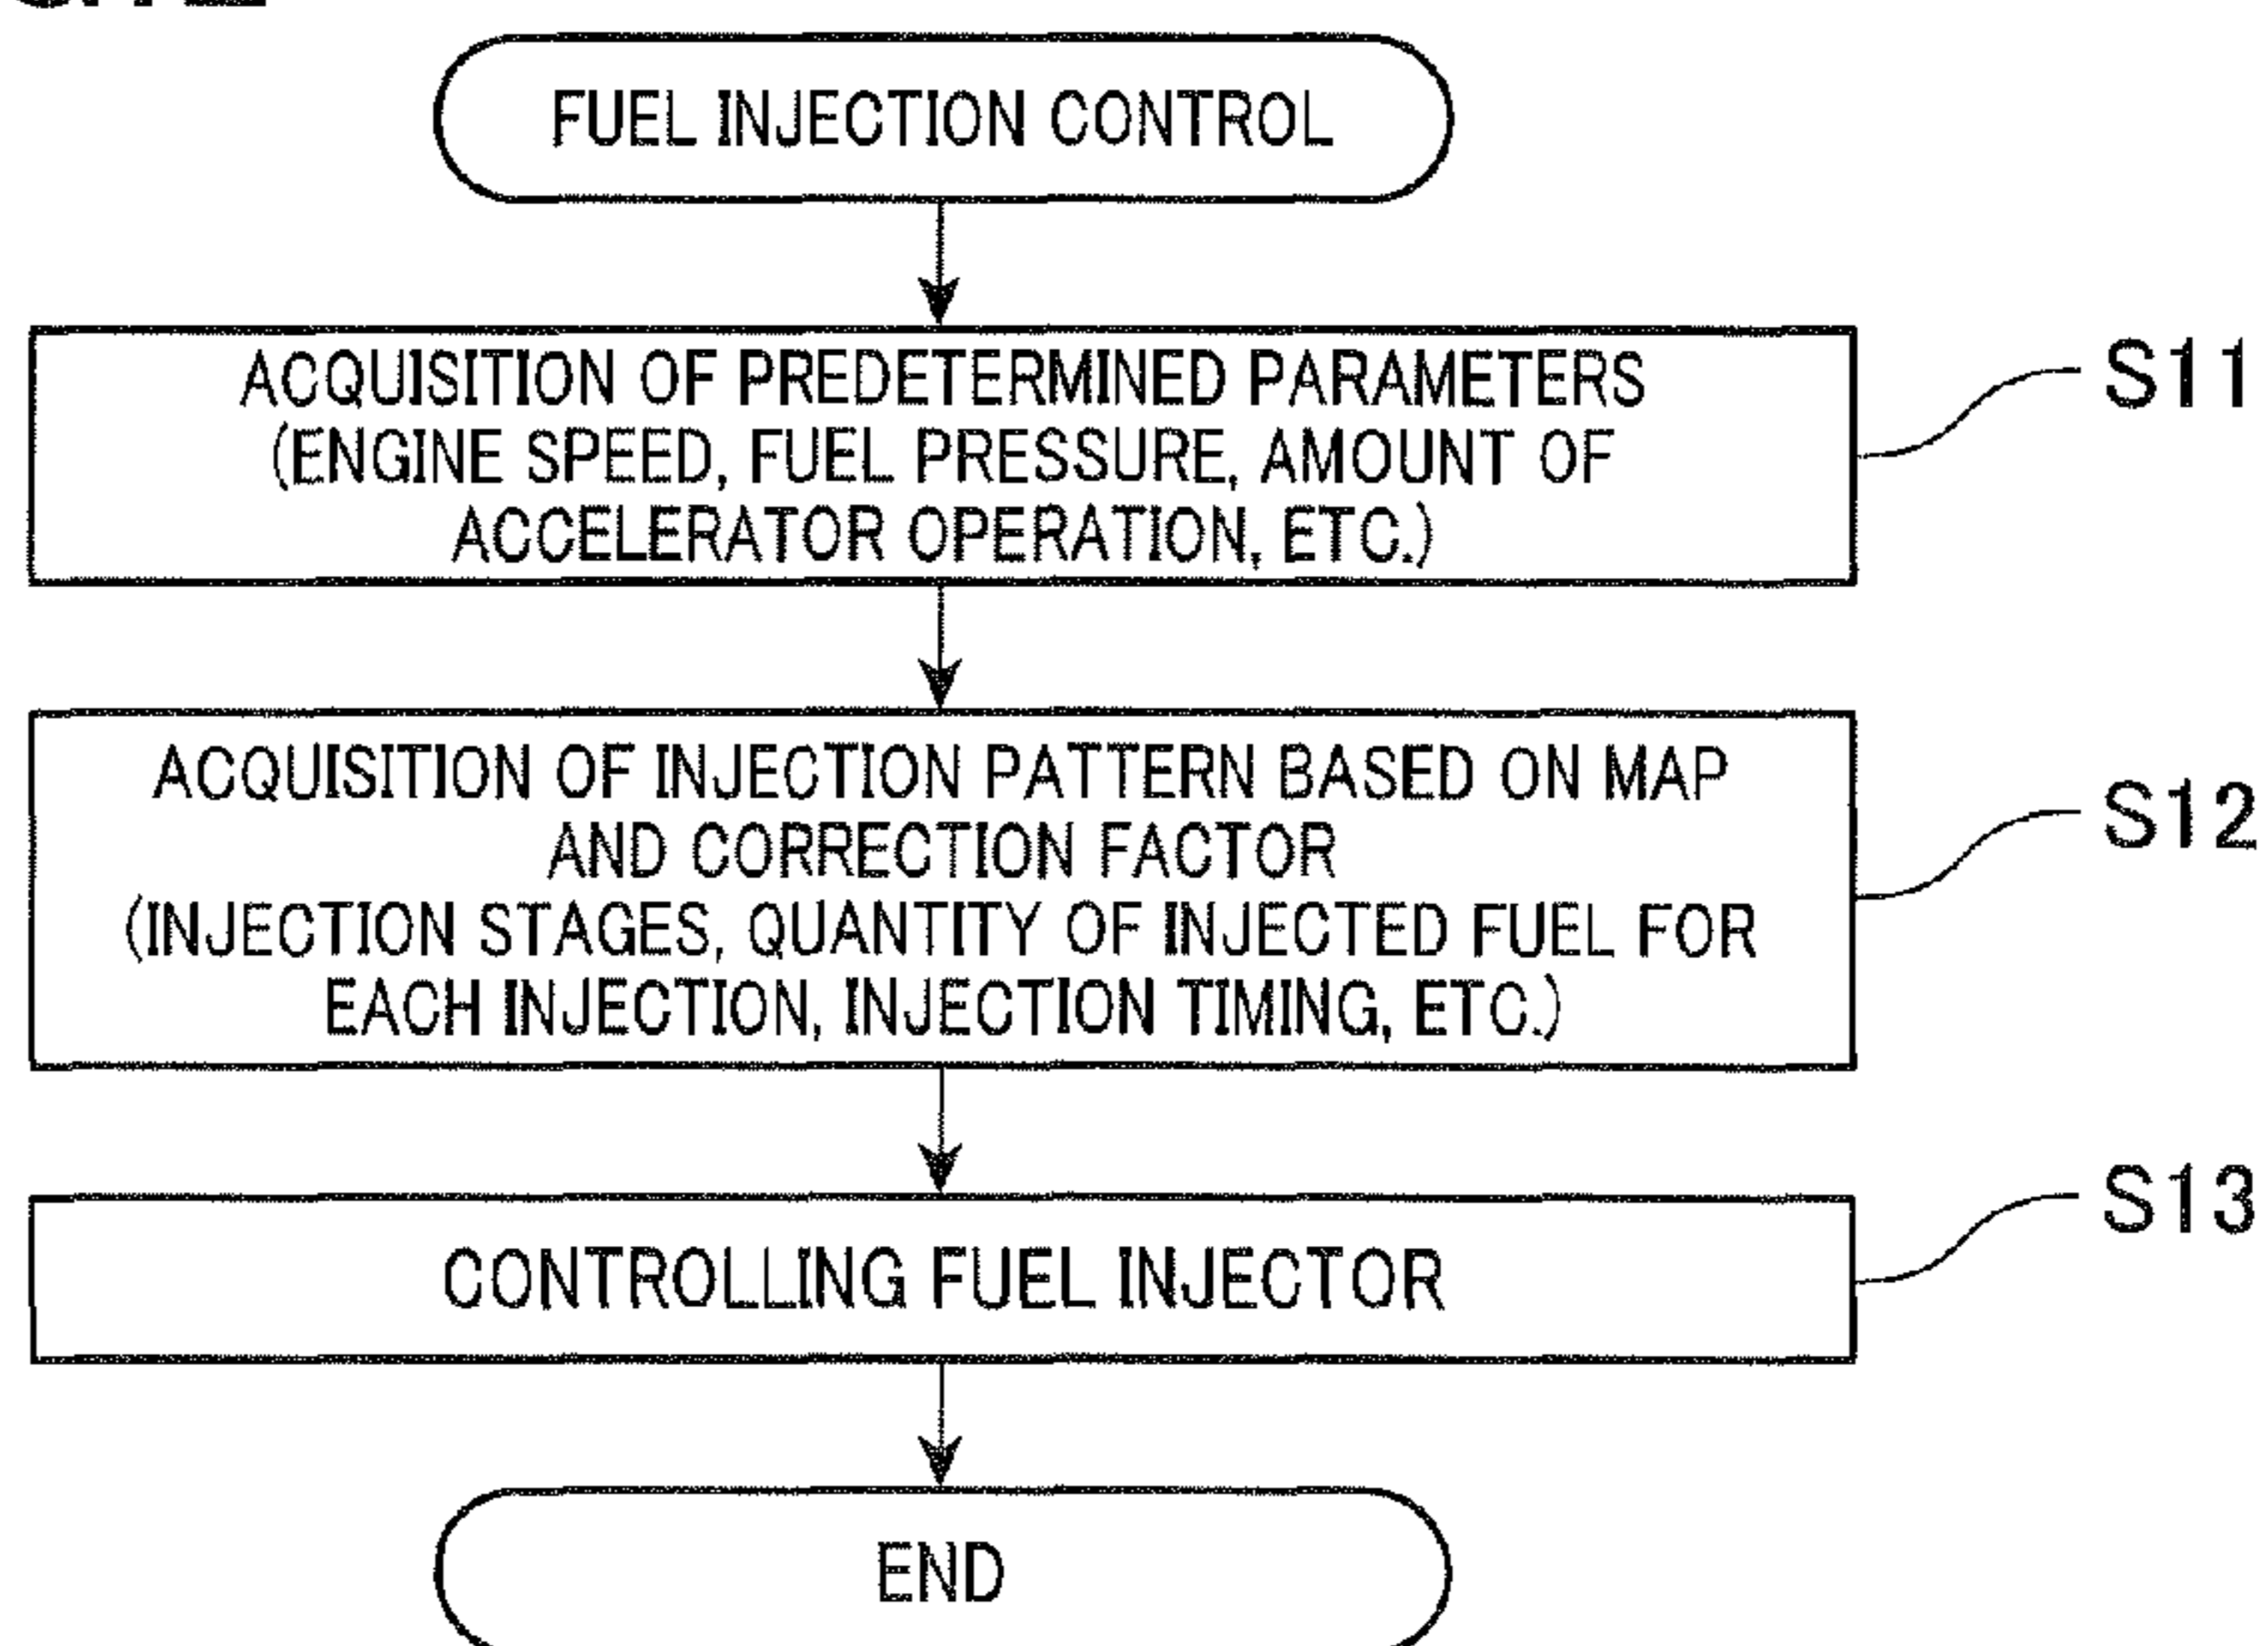 FUEL INJECTION CONTROL
ACQUISITION OF PREDETERMINED PARAMETERS
(ENGINE SPEED, FUEL PRESSURE, AMOUNT OF
ACCELERATOR OPERATION, ETC.)
S11
ACQUISITION OF INJECTION PATTERN BASED ON MAP
AND CORRECTION FACTOR
(INJECTION STAGES, QUANTITY OF INJECTED FUEL FOR
EACH INJECTION, INJECTION TIMING, ETC.)
S12
CONTROLLING FUEL INJECTOR
S13
END